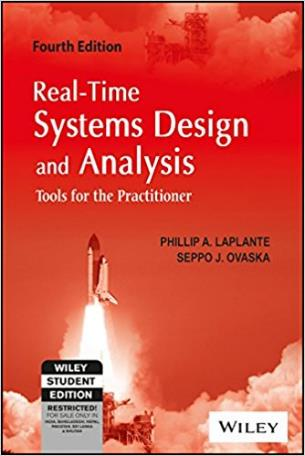 Fourth Edition
Real-Time
Systems Design
and Analysis
Tools for the Practitioner
PHILLIP A. LAPLANTE
SEPPO J. OVASKA
WILEY
STUDENT
EDITION
RESTRICTED!
FOR SALE ONLY IN
INDIA, BANGLADESH, NEPAL,
PAKISTAN, SRI LANKA
& BHUTAN
WILEY